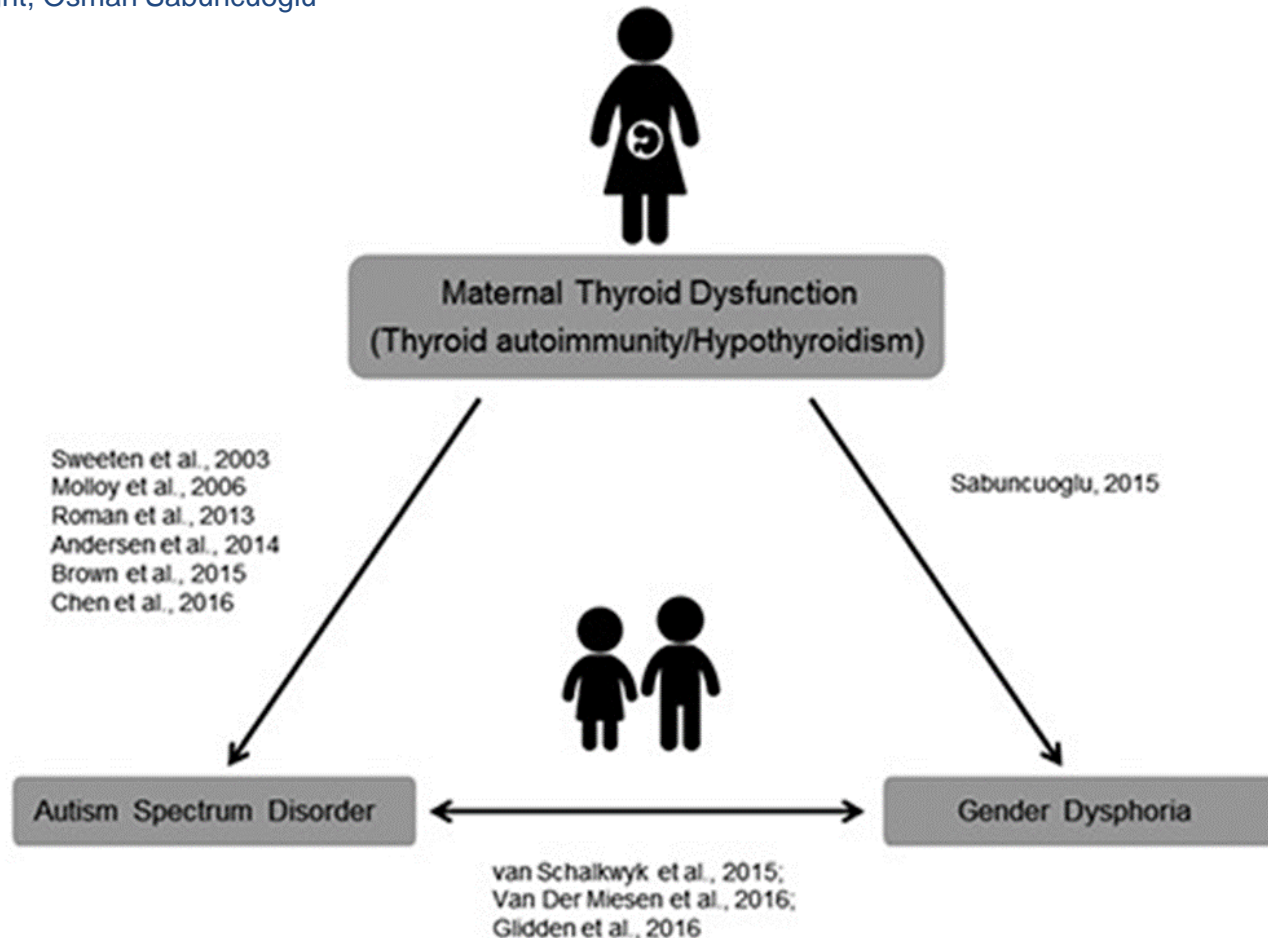 Osman Sabuncuoglu
Maternal Thyroid Dysfunction
(Thyroid autoimmunity/Hypothyroidism)
Sweeten et al., 2003
Molloy et al., 2006
Roman et al., 2013
Andersen et al., 2014
Brown et al., 2015
Chen et al., 2016
Sabuncuoglu, 2015
Autism Spectrum Disorder
Gender Dysphoria
van Schalkwyk et al., 2015;
Van Der Miesen et al., 2016;
Glidden et al., 2016